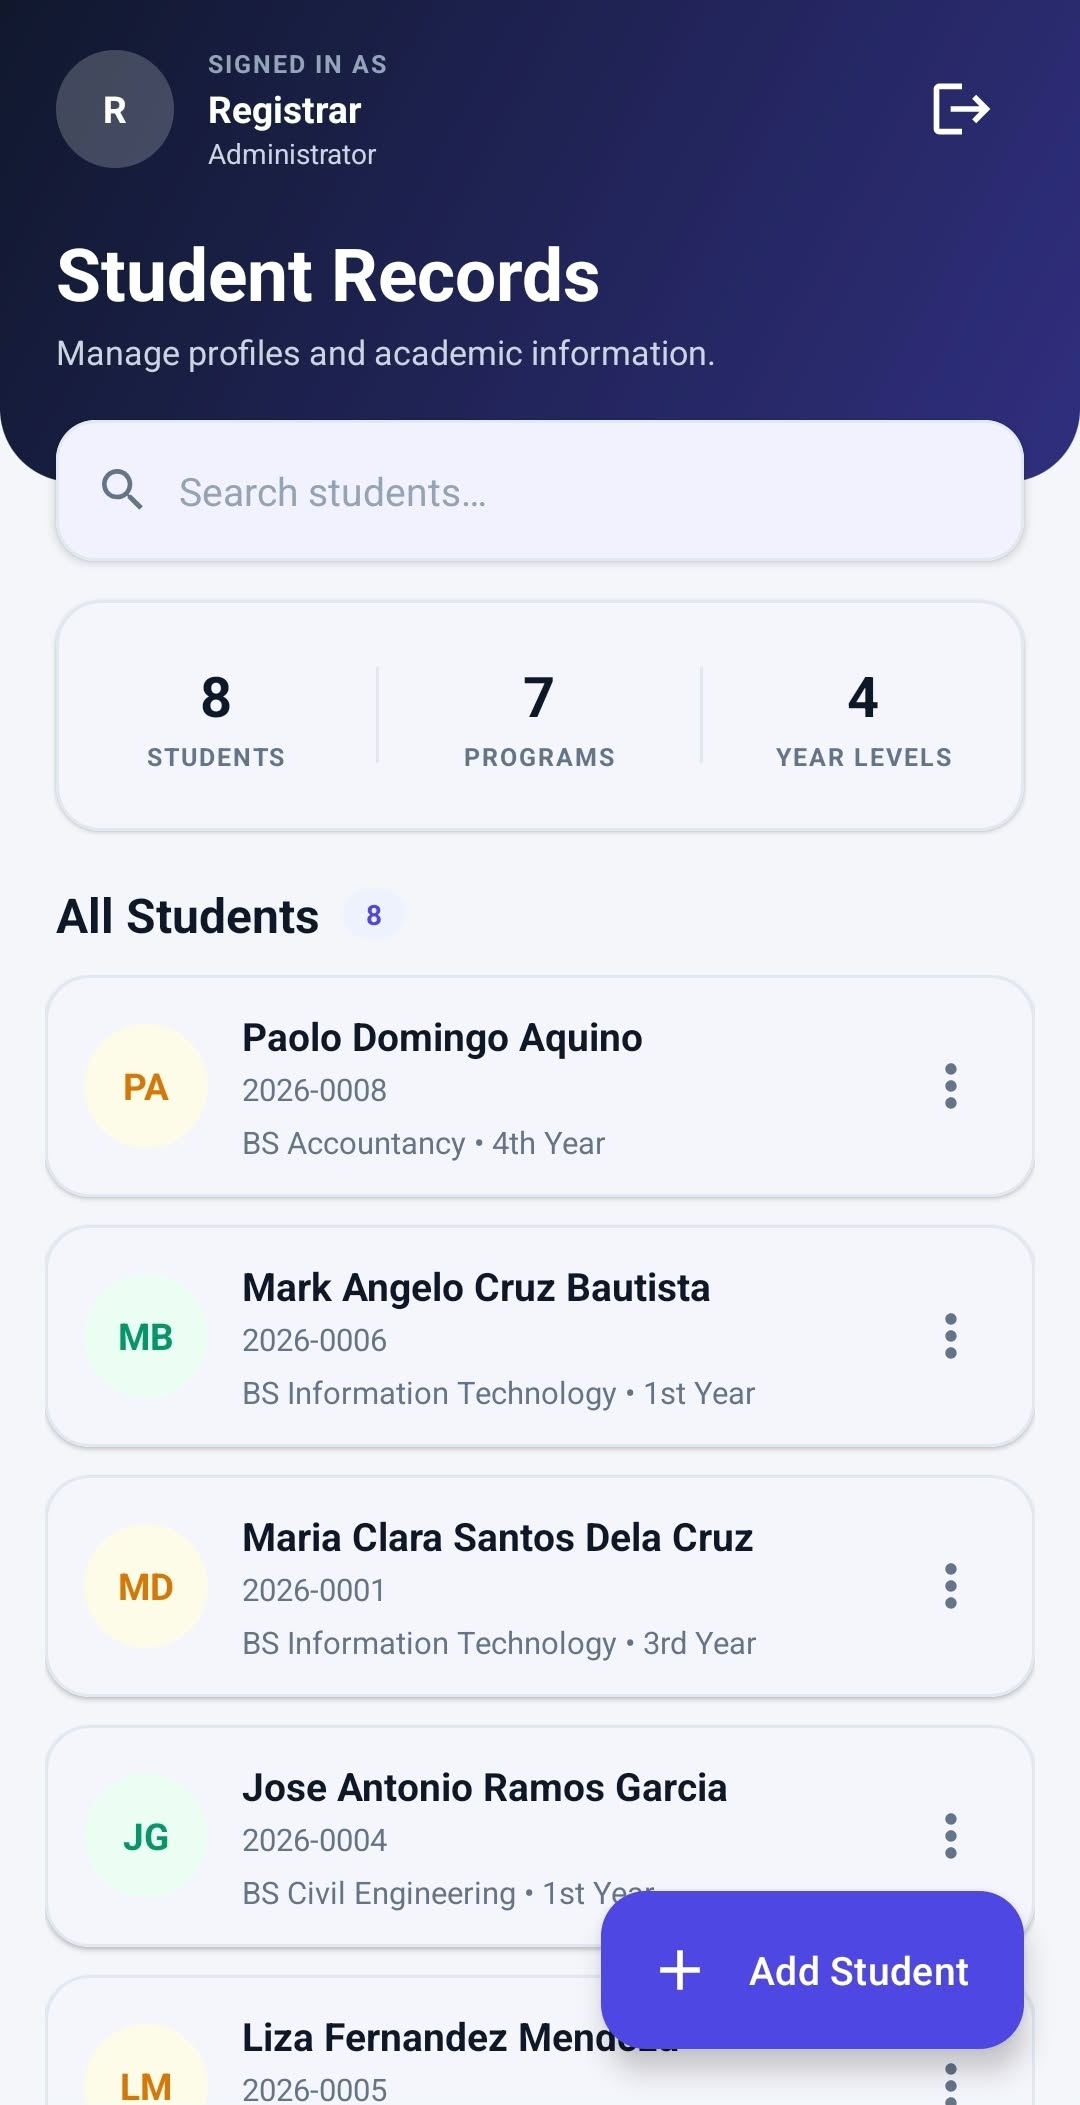 R
SIGNED IN AS
Registrar
Administrator
Student Records
Manage profiles and academic information.
Search students...
8
STUDENTS
7
PROGRAMS
4
YEAR LEVELS
All Students 8
PA
Paolo Domingo Aquino
2026-0008
BS Accountancy • 4th Year
MB
Mark Angelo Cruz Bautista
2026-0006
BS Information Technology • 1st Year
MD
Maria Clara Santos Dela Cruz
2026-0001
BS Information Technology • 3rd Year
JG
Jose Antonio Ramos Garcia
2026-0004
BS Civil Engineering • 1st Year
Add Student
LM
Liza Fernandez Mendoza
2026-0005